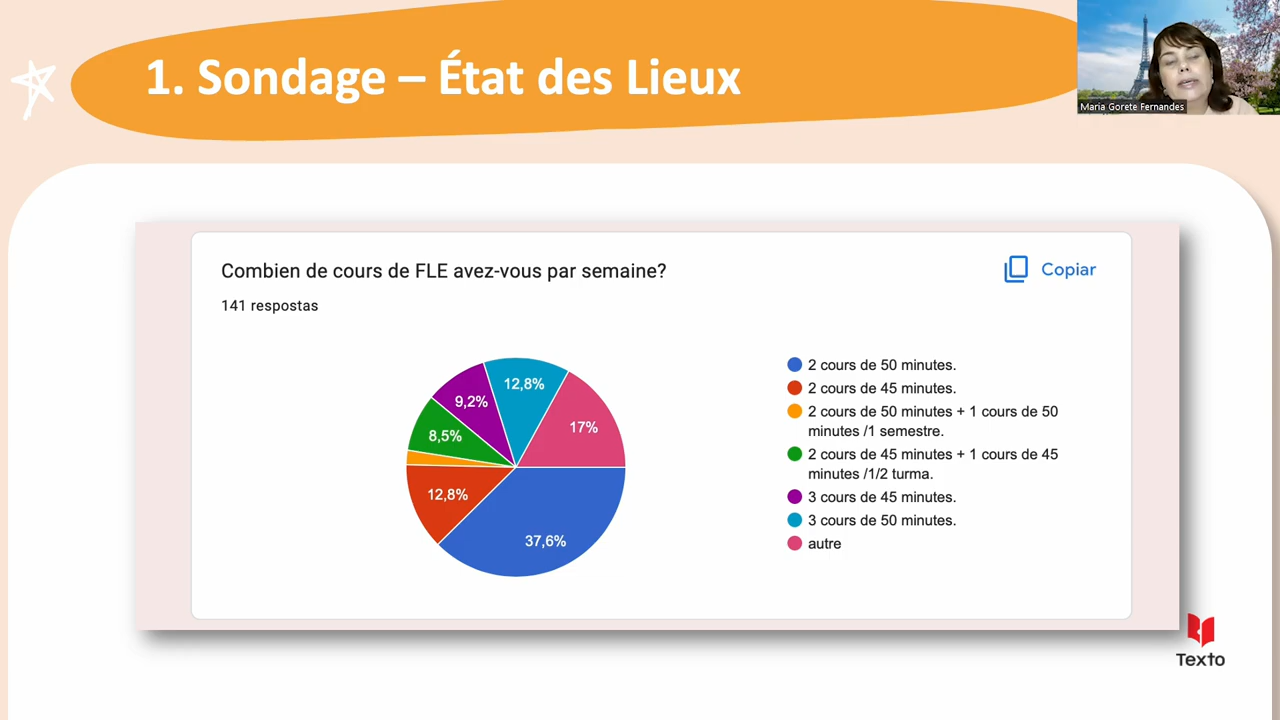 1. Sondage – État des Lieux
Maria Gorete Fernandes
Combien de cours de FLE avez-vous par semaine?
Copiar
141 respostas
12,8%
9,2%
17%
8,5%
12,8%
37,6%
2 cours de 50 minutes.
2 cours de 45 minutes.
2 cours de 50 minutes + 1 cours de 50
minutes /1 semestre.
2 cours de 45 minutes + 1 cours de 45
minutes /1/2 turma.
3 cours de 45 minutes.
3 cours de 50 minutes.
autre
Texto